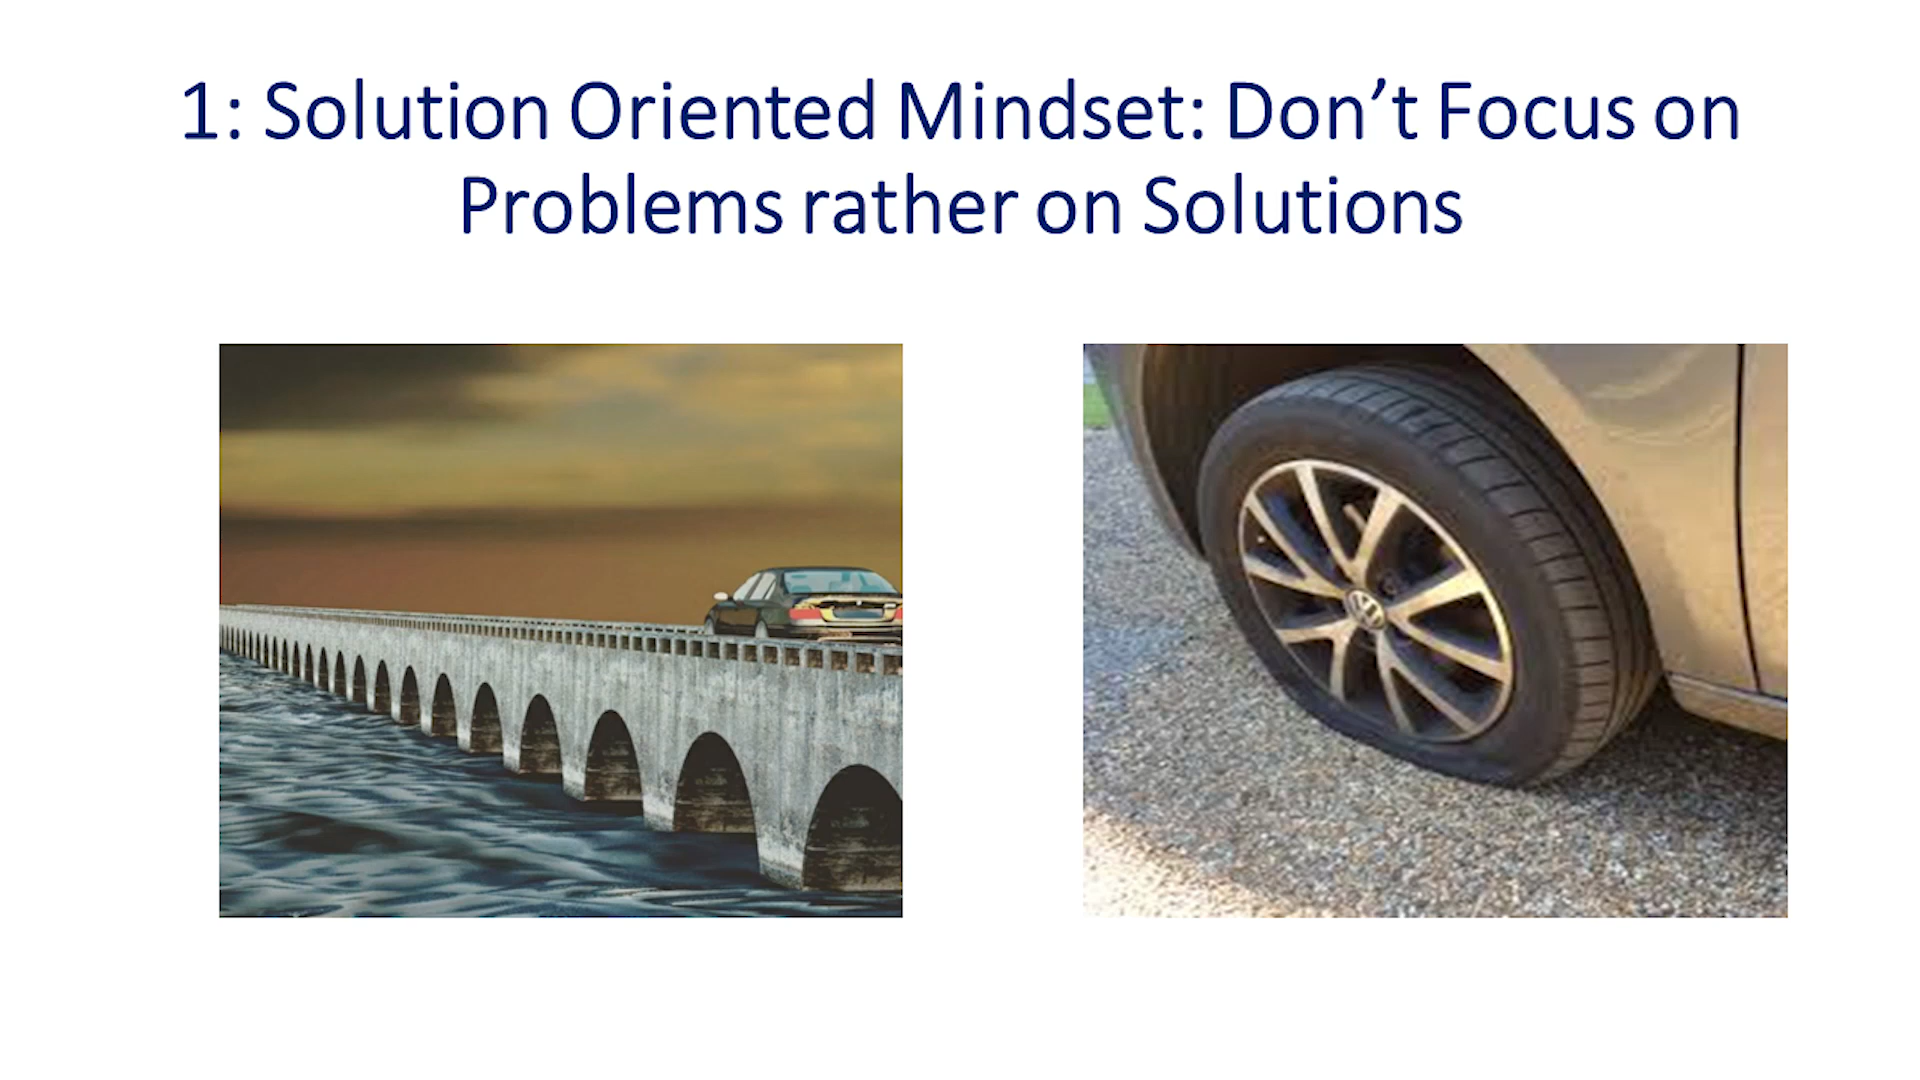 1: Solution Oriented Mindset: Don’t Focus on
Problems rather on Solutions